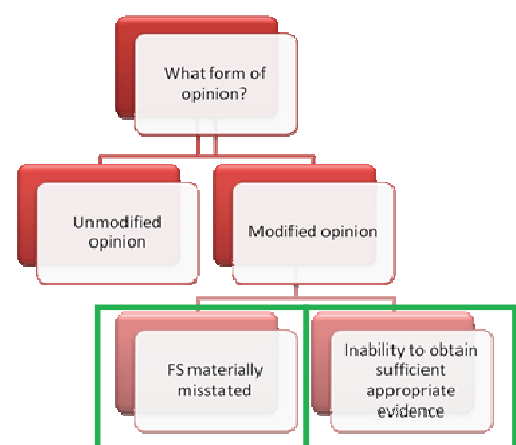 What form of
opinion?
Unmodified
opinion
Modified opinion
FS materially
misstated
Inability to obtain
sufficient
appropriate
evidence